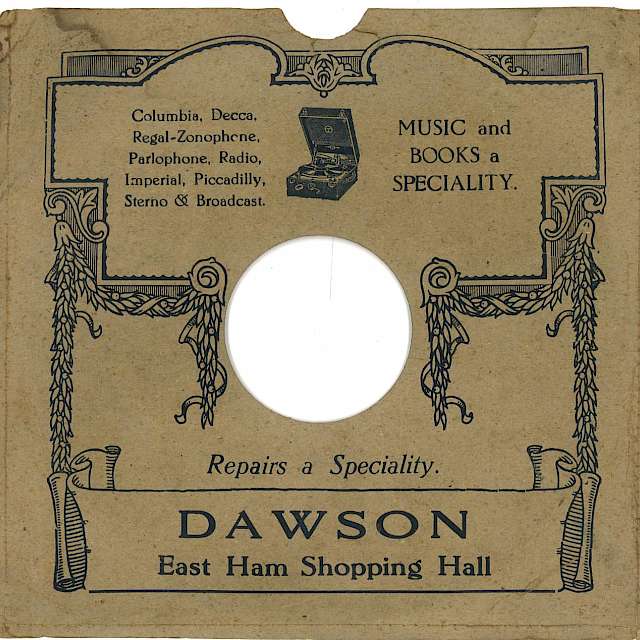 Columbia, Decca,
Regal-Zonophone,
Parlophone, Radio,
Imperial, Piccadilly,
Sterno & Broadcast.
MUSIC and
BOOKS a
SPECIALITY.
Repairs a Speciality.
DAWSON
East Ham Shopping Hall